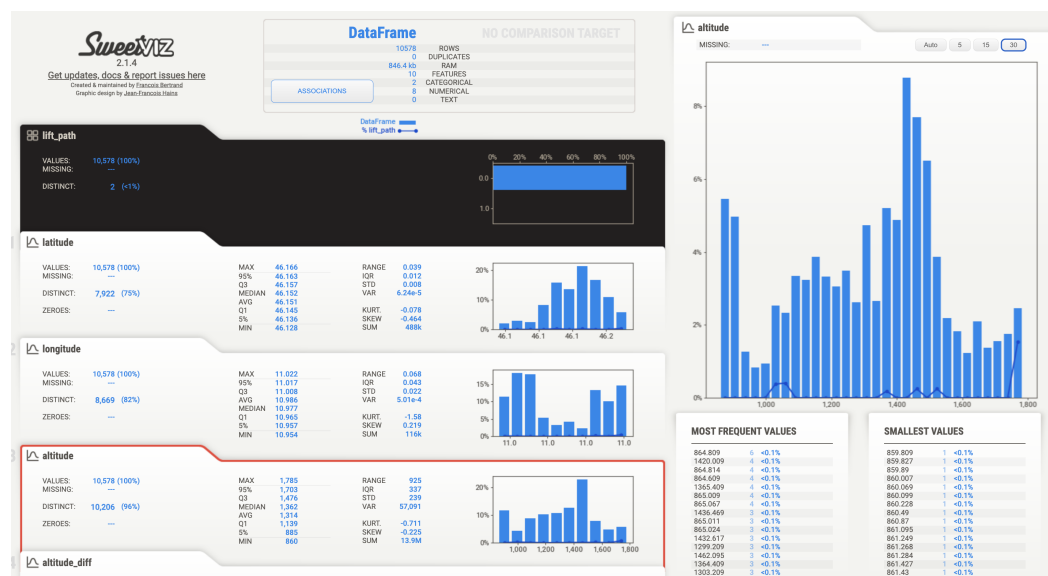 SweetVIZ
2.1.4
Get updates, docs & report issues here
Created & maintained by Francois Bertrand
Graphic design by Jean-Francois Hains
DataFrame NO COMPARISON TARGET
10578 ROWS
0 DUPLICATES
846.4 kb RAM
10 FEATURES
2 CATEGORICAL
8 NUMERICAL
0 TEXT
ASSOCIATIONS
DataFrame
% lift_path
lift_path
VALUES: 10,578 (100%)
MISSING: ---
DISTINCT: 2 (<1%)
0% 20% 40% 60% 80% 100%
0.0
1.0
1
latitude
VALUES: 10,578 (100%)
MISSING: ---
DISTINCT: 7,922 (75%)
ZEROES: ---
MAX 46.166
95% 46.163
Q3 46.157
MEDIAN 46.152
AVG 46.151
Q1 46.145
5% 46.136
MIN 46.128
RANGE 0.039
IQR 0.012
STD 0.008
VAR 6.24e-5
KURT. -0.078
SKEW -0.464
SUM 488k
20%
10%
0%
46.1 46.1 46.1 46.2
2
longitude
VALUES: 10,578 (100%)
MISSING: ---
DISTINCT: 8,669 (82%)
ZEROES: ---
MAX 11.022
95% 11.017
Q3 11.008
AVG 10.986
MEDIAN 10.977
Q1 10.965
5% 10.957
MIN 10.954
RANGE 0.068
IQR 0.043
STD 0.022
VAR 5.01e-4
KURT. -1.58
SKEW 0.219
SUM 116k
15%
10%
5%
0%
11.0 11.0 11.0 11.0
3
altitude
VALUES: 10,578 (100%)
MISSING: ---
DISTINCT: 10,206 (96%)
ZEROES: ---
MAX 1,785
95% 1,703
Q3 1,476
MEDIAN 1,362
AVG 1,314
Q1 1,139
5% 885
MIN 860
RANGE 925
IQR 337
STD 239
VAR 57,091
KURT. -0.711
SKEW -0.225
SUM 13.9M
20%
10%
0%
1,000 1,200 1,400 1,600 1,800
4
altitude_diff
altitude
MISSING: ---
Auto 5 15 30
8%
6%
4%
2%
0%
1,000 1,200 1,400 1,600 1,800
MOST FREQUENT VALUES
864.809 6 <0.1%
1420.009 4 <0.1%
864.814 4 <0.1%
864.609 4 <0.1%
1365.409 4 <0.1%
865.009 4 <0.1%
865.067 4 <0.1%
1436.469 3 <0.1%
865.011 3 <0.1%
865.024 3 <0.1%
1432.617 3 <0.1%
1299.209 3 <0.1%
1462.095 3 <0.1%
1364.409 3 <0.1%
1303.209 3 <0.1%
SMALLEST VALUES
859.809 1 <0.1%
859.827 1 <0.1%
859.89 1 <0.1%
860.007 1 <0.1%
860.069 1 <0.1%
860.099 1 <0.1%
860.228 1 <0.1%
860.49 1 <0.1%
860.87 1 <0.1%
861.095 1 <0.1%
861.249 1 <0.1%
861.268 1 <0.1%
861.284 1 <0.1%
861.427 1 <0.1%
861.43 1 <0.1%